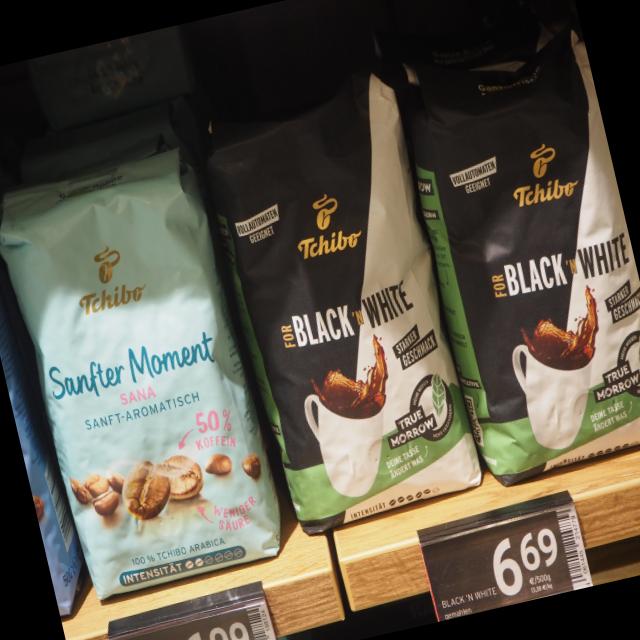 Tchibo
Sanfter Moment
SANA
SANFT-AROMATISCH
50%
KOFFEIN
WENIGER
SÄURE
100 % TCHIBO ARABICA
INTENSITÄT
VOLLAUTOMATEN
GEEIGNET
Tchibo
FOR BLACK 'N WHITE
STARKER
GESCHMACK
TRUE
MORROW
DEINE TASSE
ÄNDERT WAS
INTENSITÄT
VOLLAUTOMATEN
GEEIGNET
Tchibo
FOR BLACK 'N WHITE
STARKER
GESCHMACK
TRUE
MORROW
DEINE TASSE
ÄNDERT WAS
BLACK 'N WHITE
gemahlen
6 69
€/500g